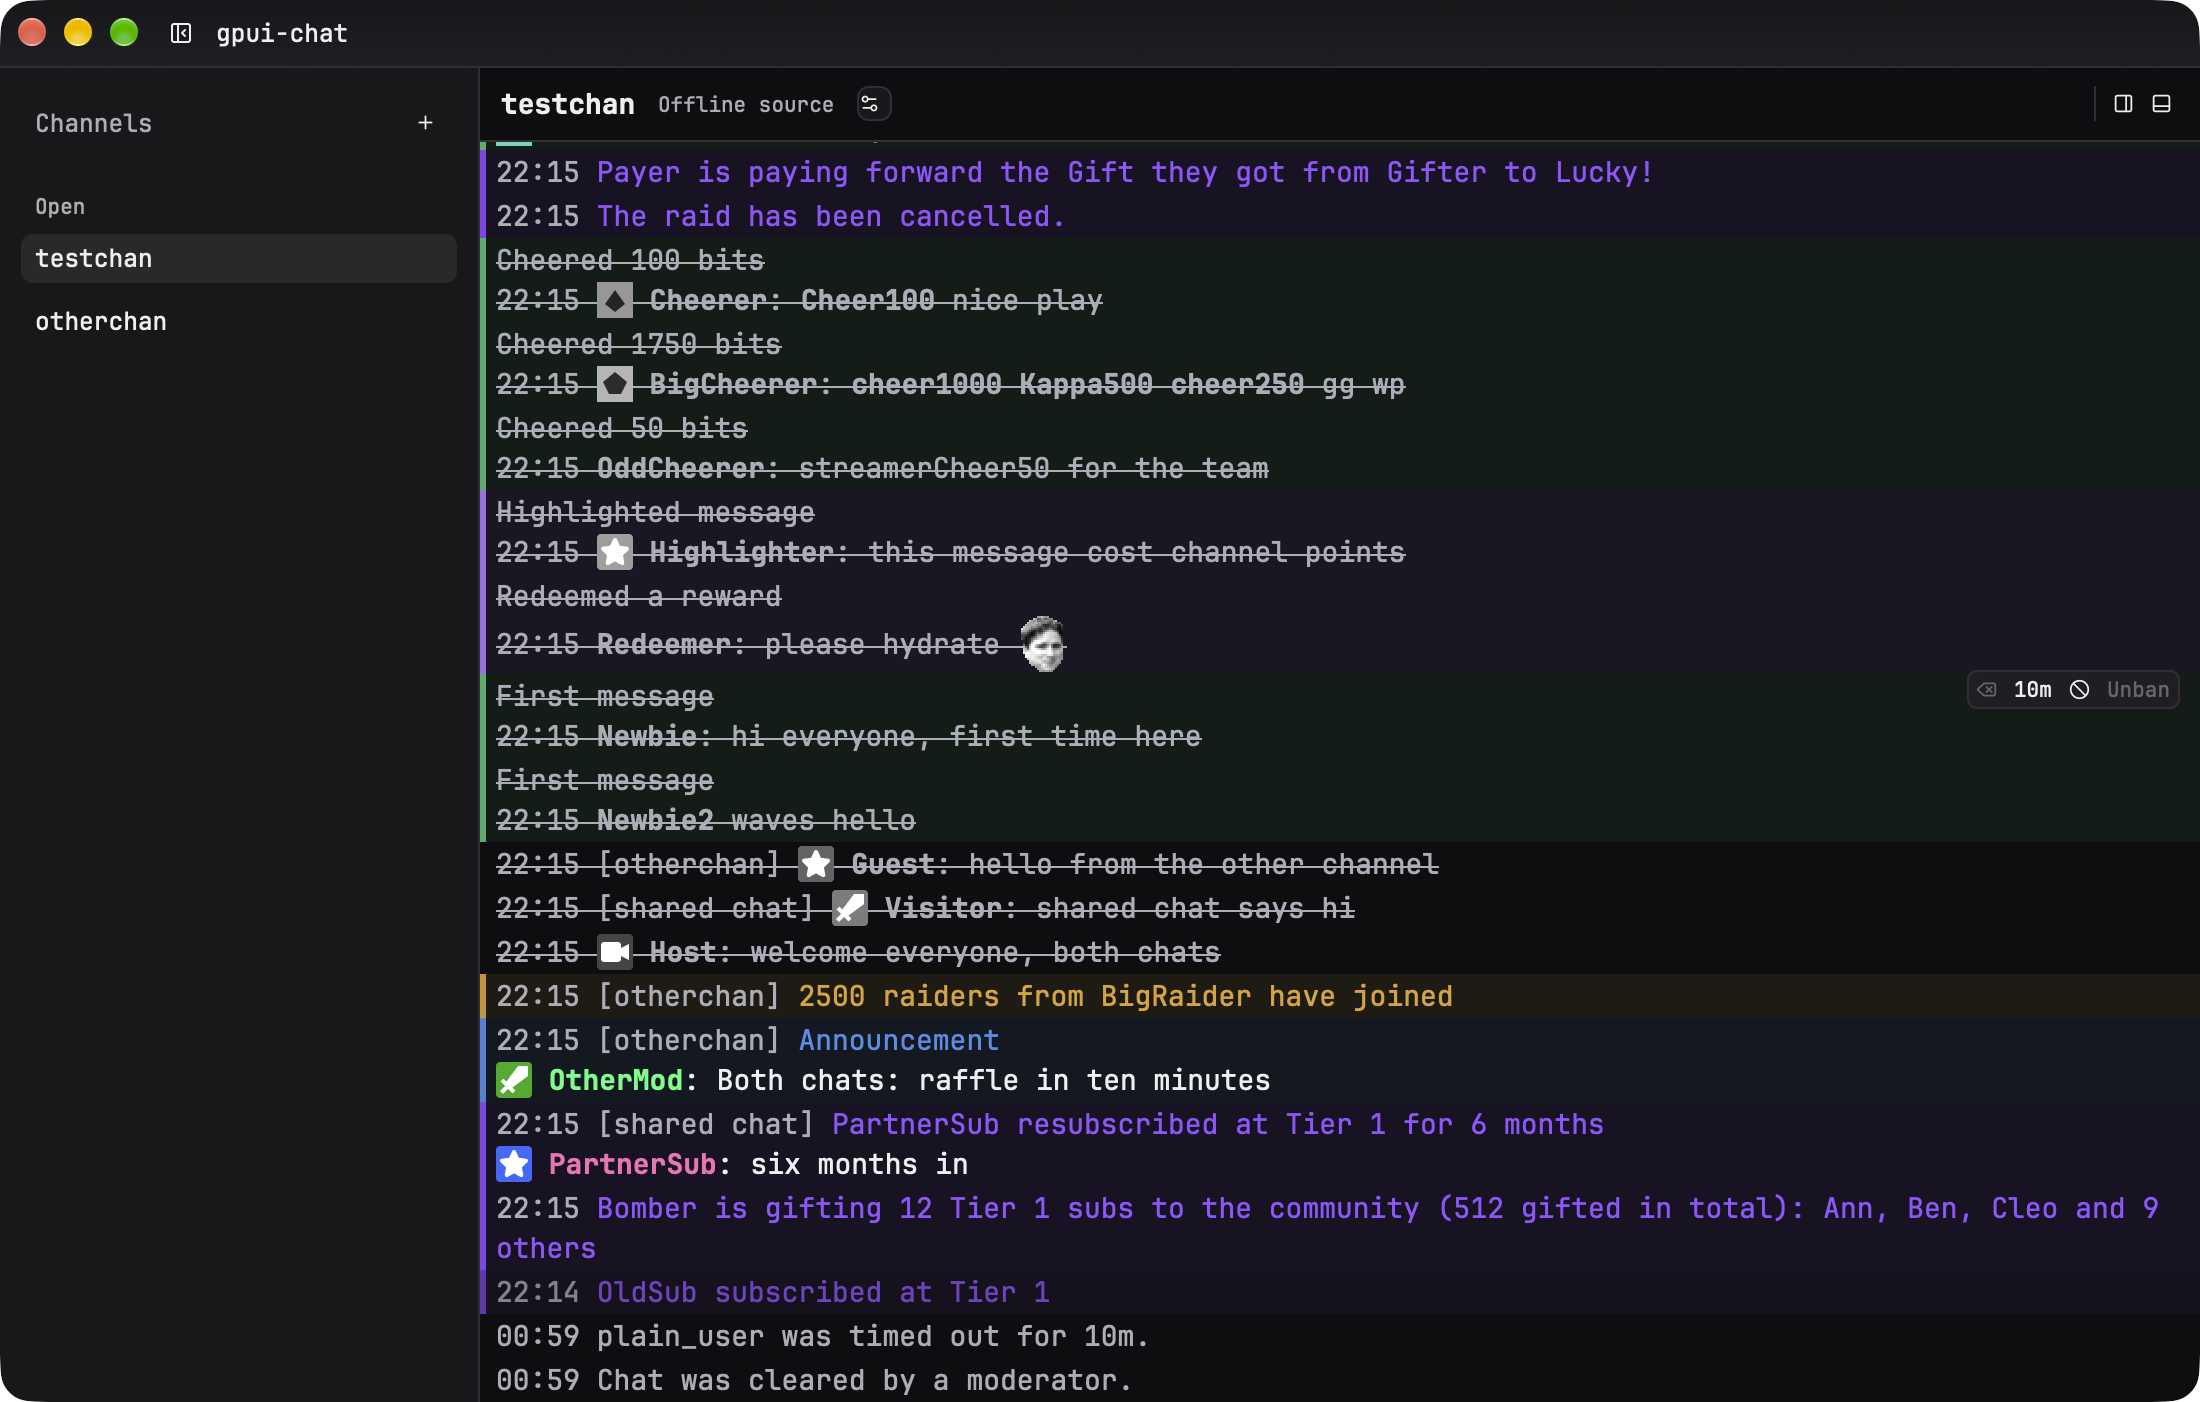 gpui-chat
Channels
Open
testchan
otherchan
testchan Offline source
22:15 Payer is paying forward the Gift they got from Gifter to Lucky!
22:15 The raid has been cancelled.
Cheered 100 bits
22:15 Cheerer: Cheer100 nice play
Cheered 1750 bits
22:15 BigCheerer: cheer1000 Kappa500 cheer250 gg wp
Cheered 50 bits
22:15 OddCheerer: streamerCheer50 for the team
Highlighted message
22:15 Highlighter: this message cost channel points
Redeemed a reward
22:15 Redeemer: please hydrate
First message
10m Unban
22:15 Newbie: hi everyone, first time here
First message
22:15 Newbie2 waves hello
22:15 [otherchan] Guest: hello from the other channel
22:15 [shared chat] Visitor: shared chat says hi
22:15 Host: welcome everyone, both chats
22:15 [otherchan] 2500 raiders from BigRaider have joined
22:15 [otherchan] Announcement
OtherMod: Both chats: raffle in ten minutes
22:15 [shared chat] PartnerSub resubscribed at Tier 1 for 6 months
PartnerSub: six months in
22:15 Bomber is gifting 12 Tier 1 subs to the community (512 gifted in total): Ann, Ben, Cleo and 9
others
22:14 OldSub subscribed at Tier 1
00:59 plain_user was timed out for 10m.
00:59 Chat was cleared by a moderator.